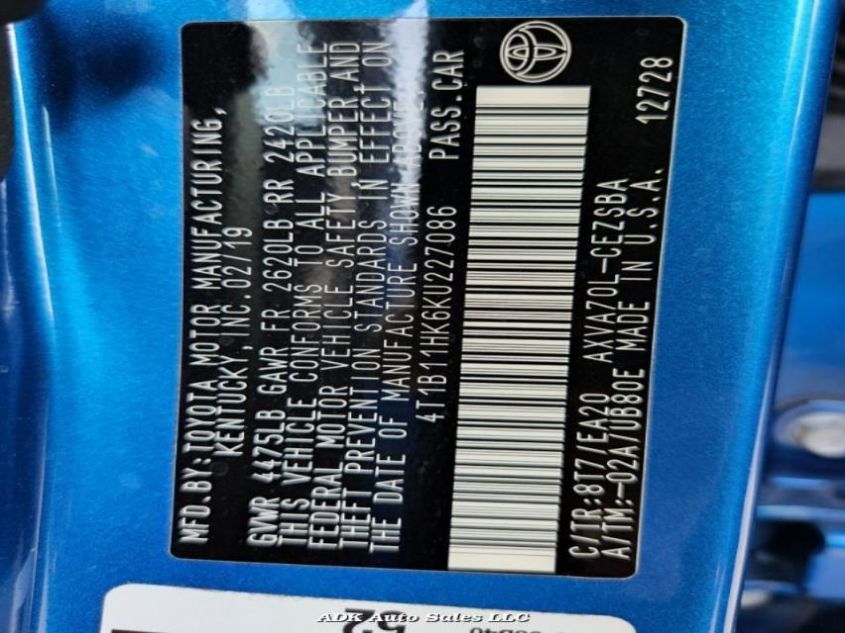 MFD.BY:TOYOTA MOTOR MANUFACTURING,
KENTUCKY, INC. 02/19
GVWR 4475LB GAWR FR 2620LB RR 2420LB
THIS VEHICLE CONFORMS TO ALL APPLICABLE
FEDERAL MOTOR VEHICLE SAFETY, BUMPER, AND
THEFT PREVENTION STANDARDS IN EFFECT ON
THE DATE OF MANUFACTURE SHOWN ABOVE.
4T1B11HK6KU227086 PASS.CAR
C/TR:8T7/EA20 AXVA70L-CEZSBA
A/TM:-02A/UB80E MADE IN U.S.A. 12728
52
ADK Auto Sales LLC